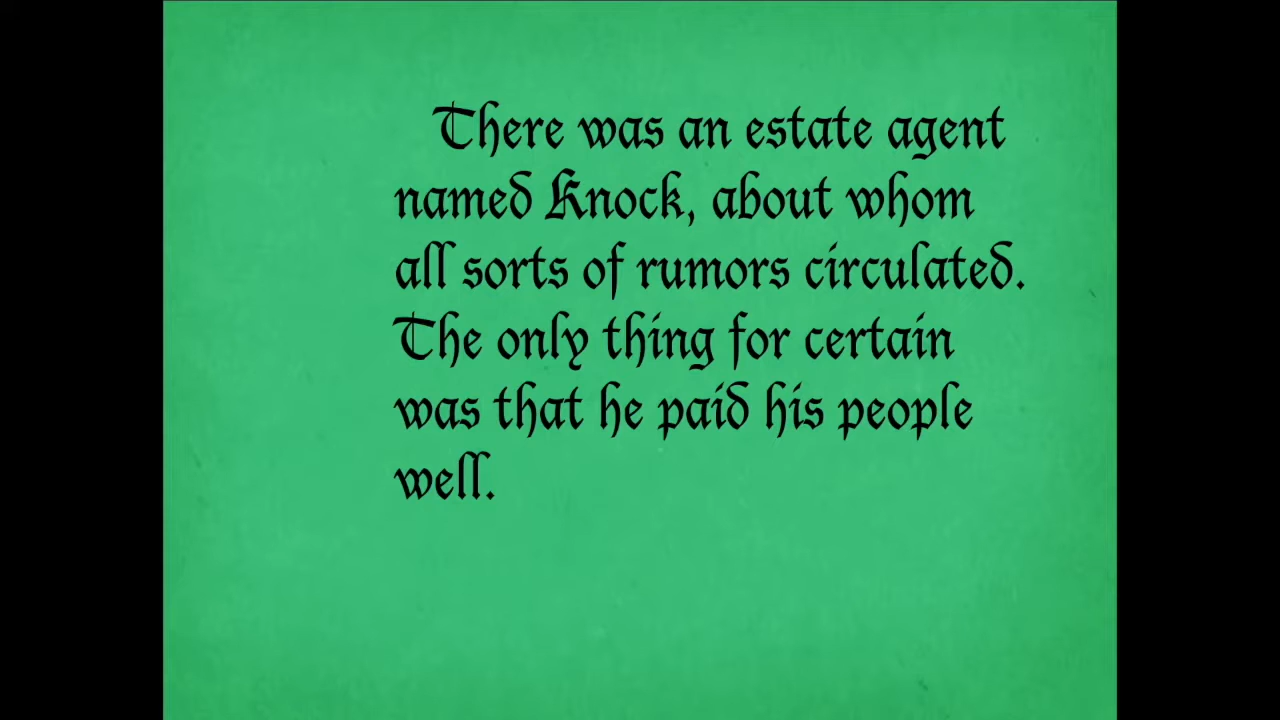 There was an estate agent
named Knock, about whom
all sorts of rumors circulated.
The only thing for certain
was that he paid his people
well.